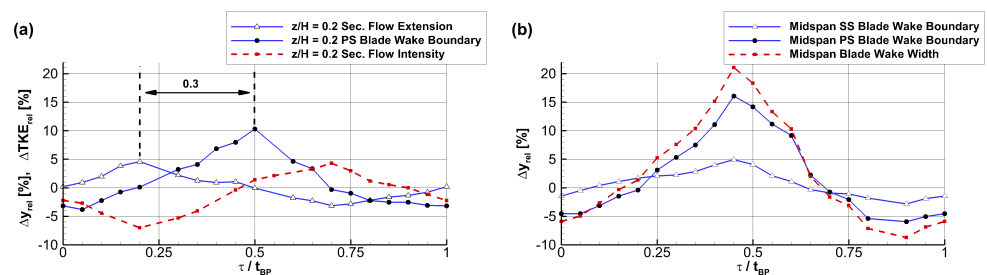 (a)
z/H = 0.2 Sec. Flow Extension
z/H = 0.2 PS Blade Wake Boundary
z/H = 0.2 Sec. Flow Intensity
Δy_rel [%], ΔTKE_rel [%]
20
15
10
5
0
-5
-10
0.3
0
0.25
0.5
0.75
1
τ / t_BP
(b)
Midspan SS Blade Wake Boundary
Midspan PS Blade Wake Boundary
Midspan Blade Wake Width
Δy_rel [%]
20
15
10
5
0
-5
-10
0
0.25
0.5
0.75
1
τ / t_BP